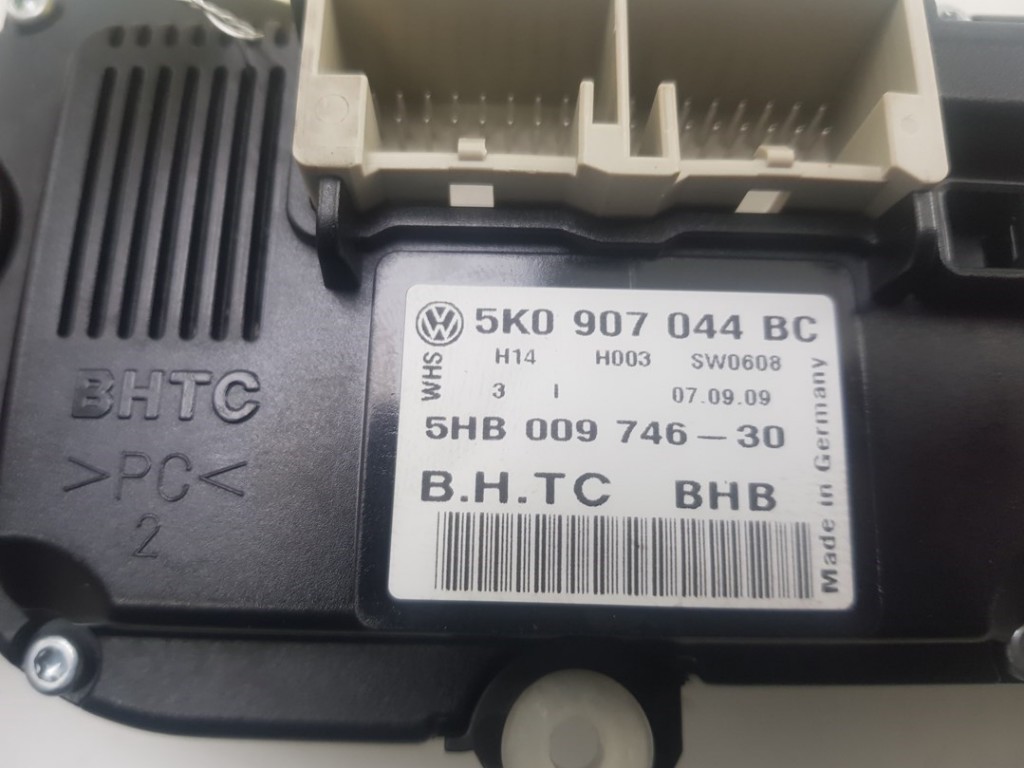 5K0 907 044 BC
H14 H003 SW0608
WHS
3 I 07.09.09
5HB 009 746-30
B.H.TC BHB
Made in Germany
BHTC
>PC<
2